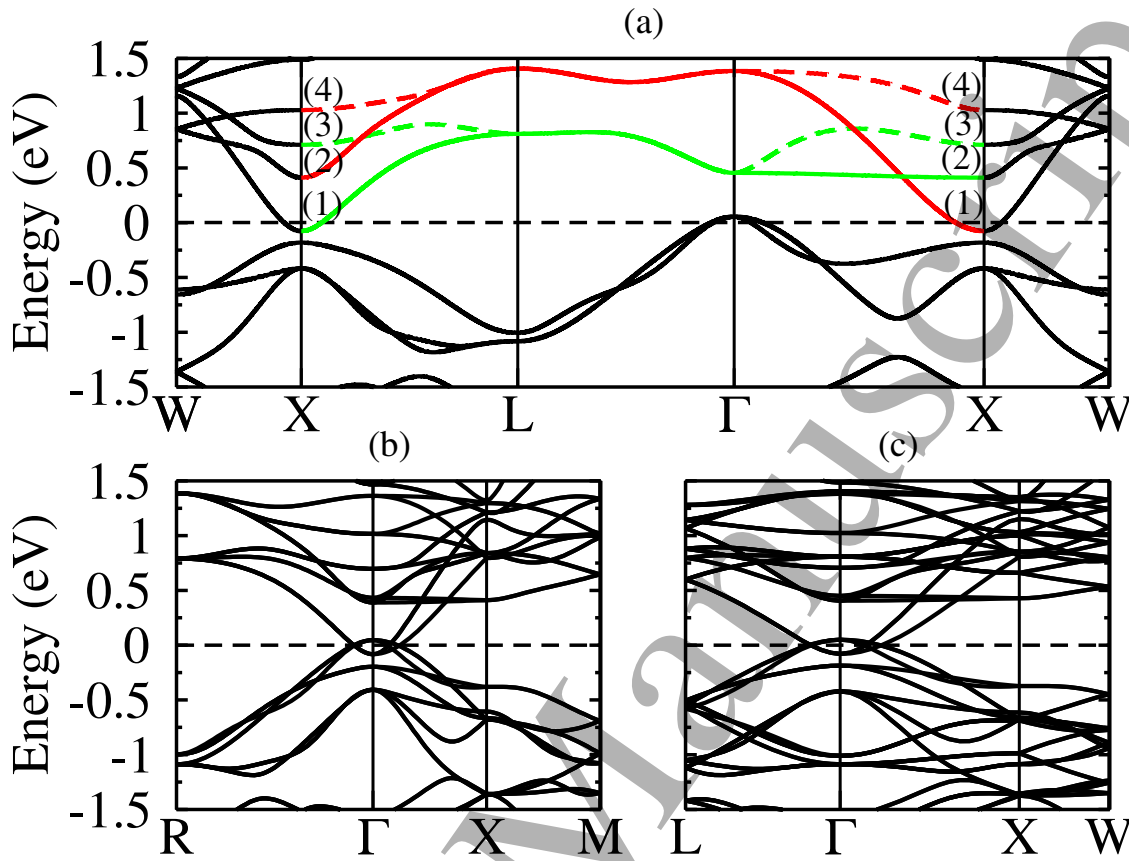 (a)
Energy (eV)
1.5
1
0.5
0
-0.5
-1
-1.5
(4)
(3)
(2)
(1)
(4)
(3)
(2)
(1)
W X L Γ X W
(b)
(c)
Energy (eV)
1.5
1
0.5
0
-0.5
-1
-1.5
R Γ X M
L Γ X W
Manuscrip